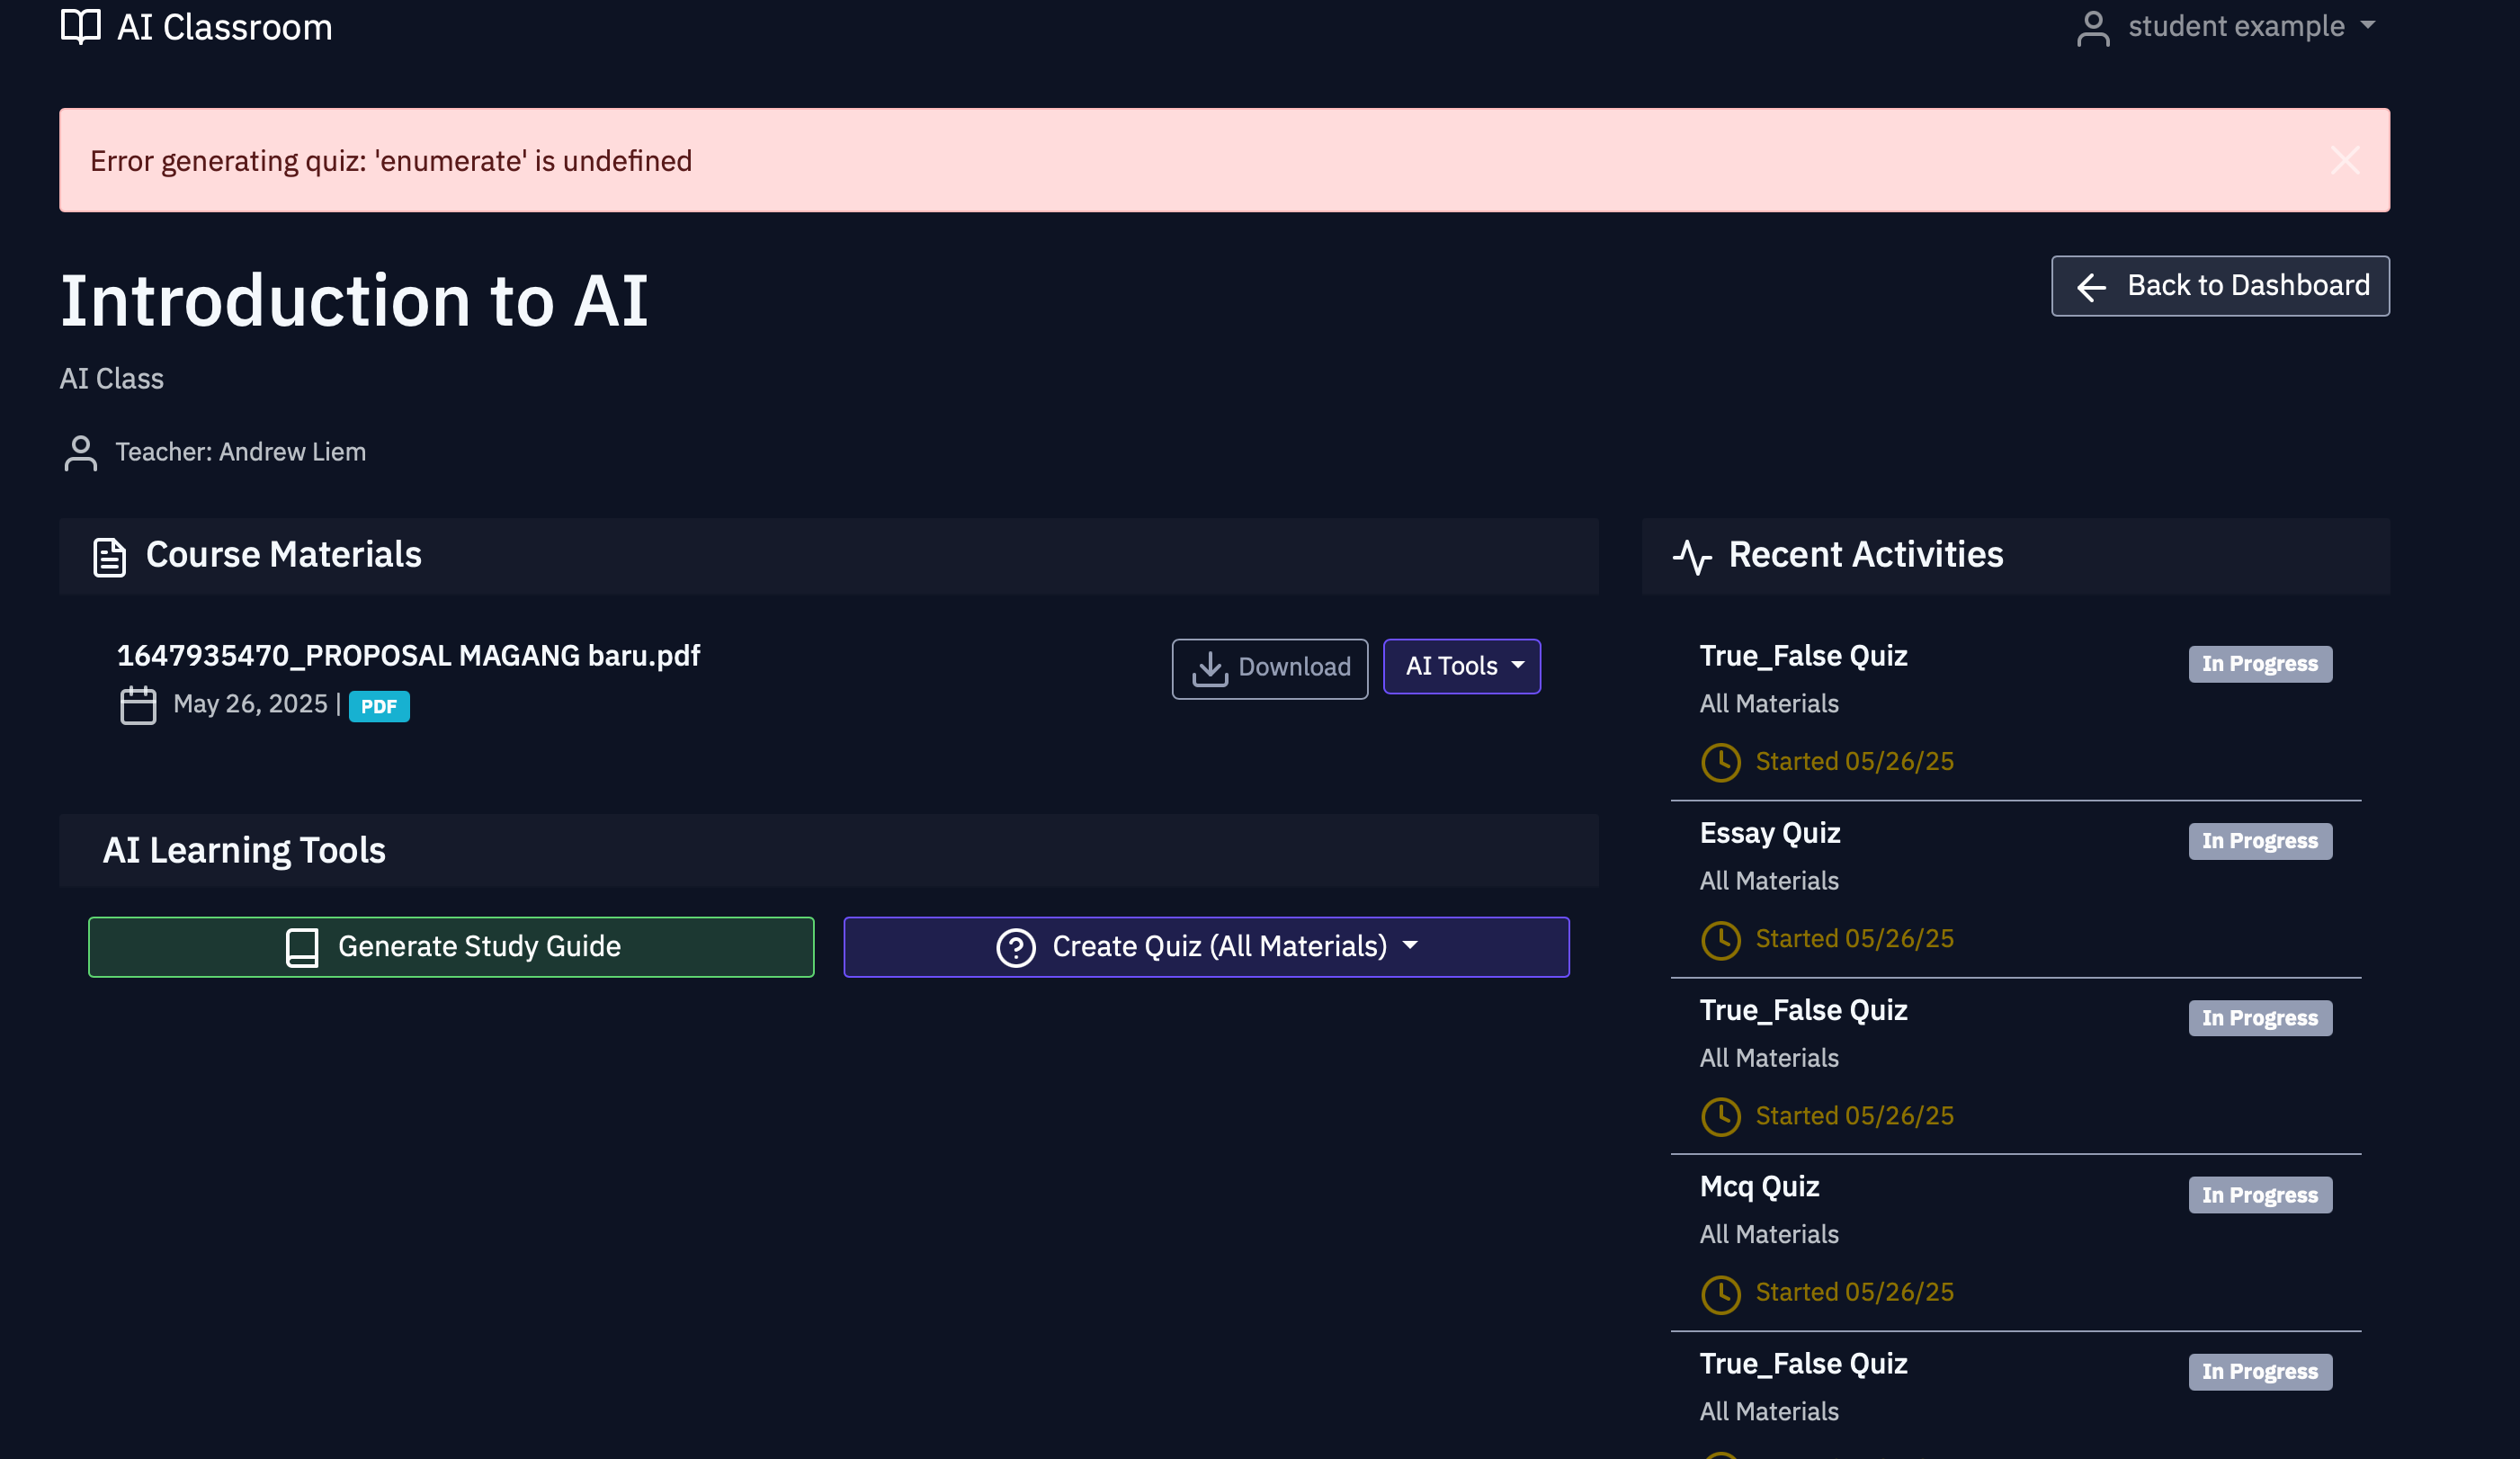 AI Classroom
student example
Error generating quiz: 'enumerate' is undefined
Introduction to AI
Back to Dashboard
AI Class
Teacher: Andrew Liem
Course Materials
1647935470_PROPOSAL MAGANG baru.pdf
May 26, 2025 | PDF
Download
AI Tools
AI Learning Tools
Generate Study Guide
Create Quiz (All Materials)
Recent Activities
True_False Quiz
In Progress
All Materials
Started 05/26/25
Essay Quiz
In Progress
All Materials
Started 05/26/25
True_False Quiz
In Progress
All Materials
Started 05/26/25
Mcq Quiz
In Progress
All Materials
Started 05/26/25
True_False Quiz
In Progress
All Materials